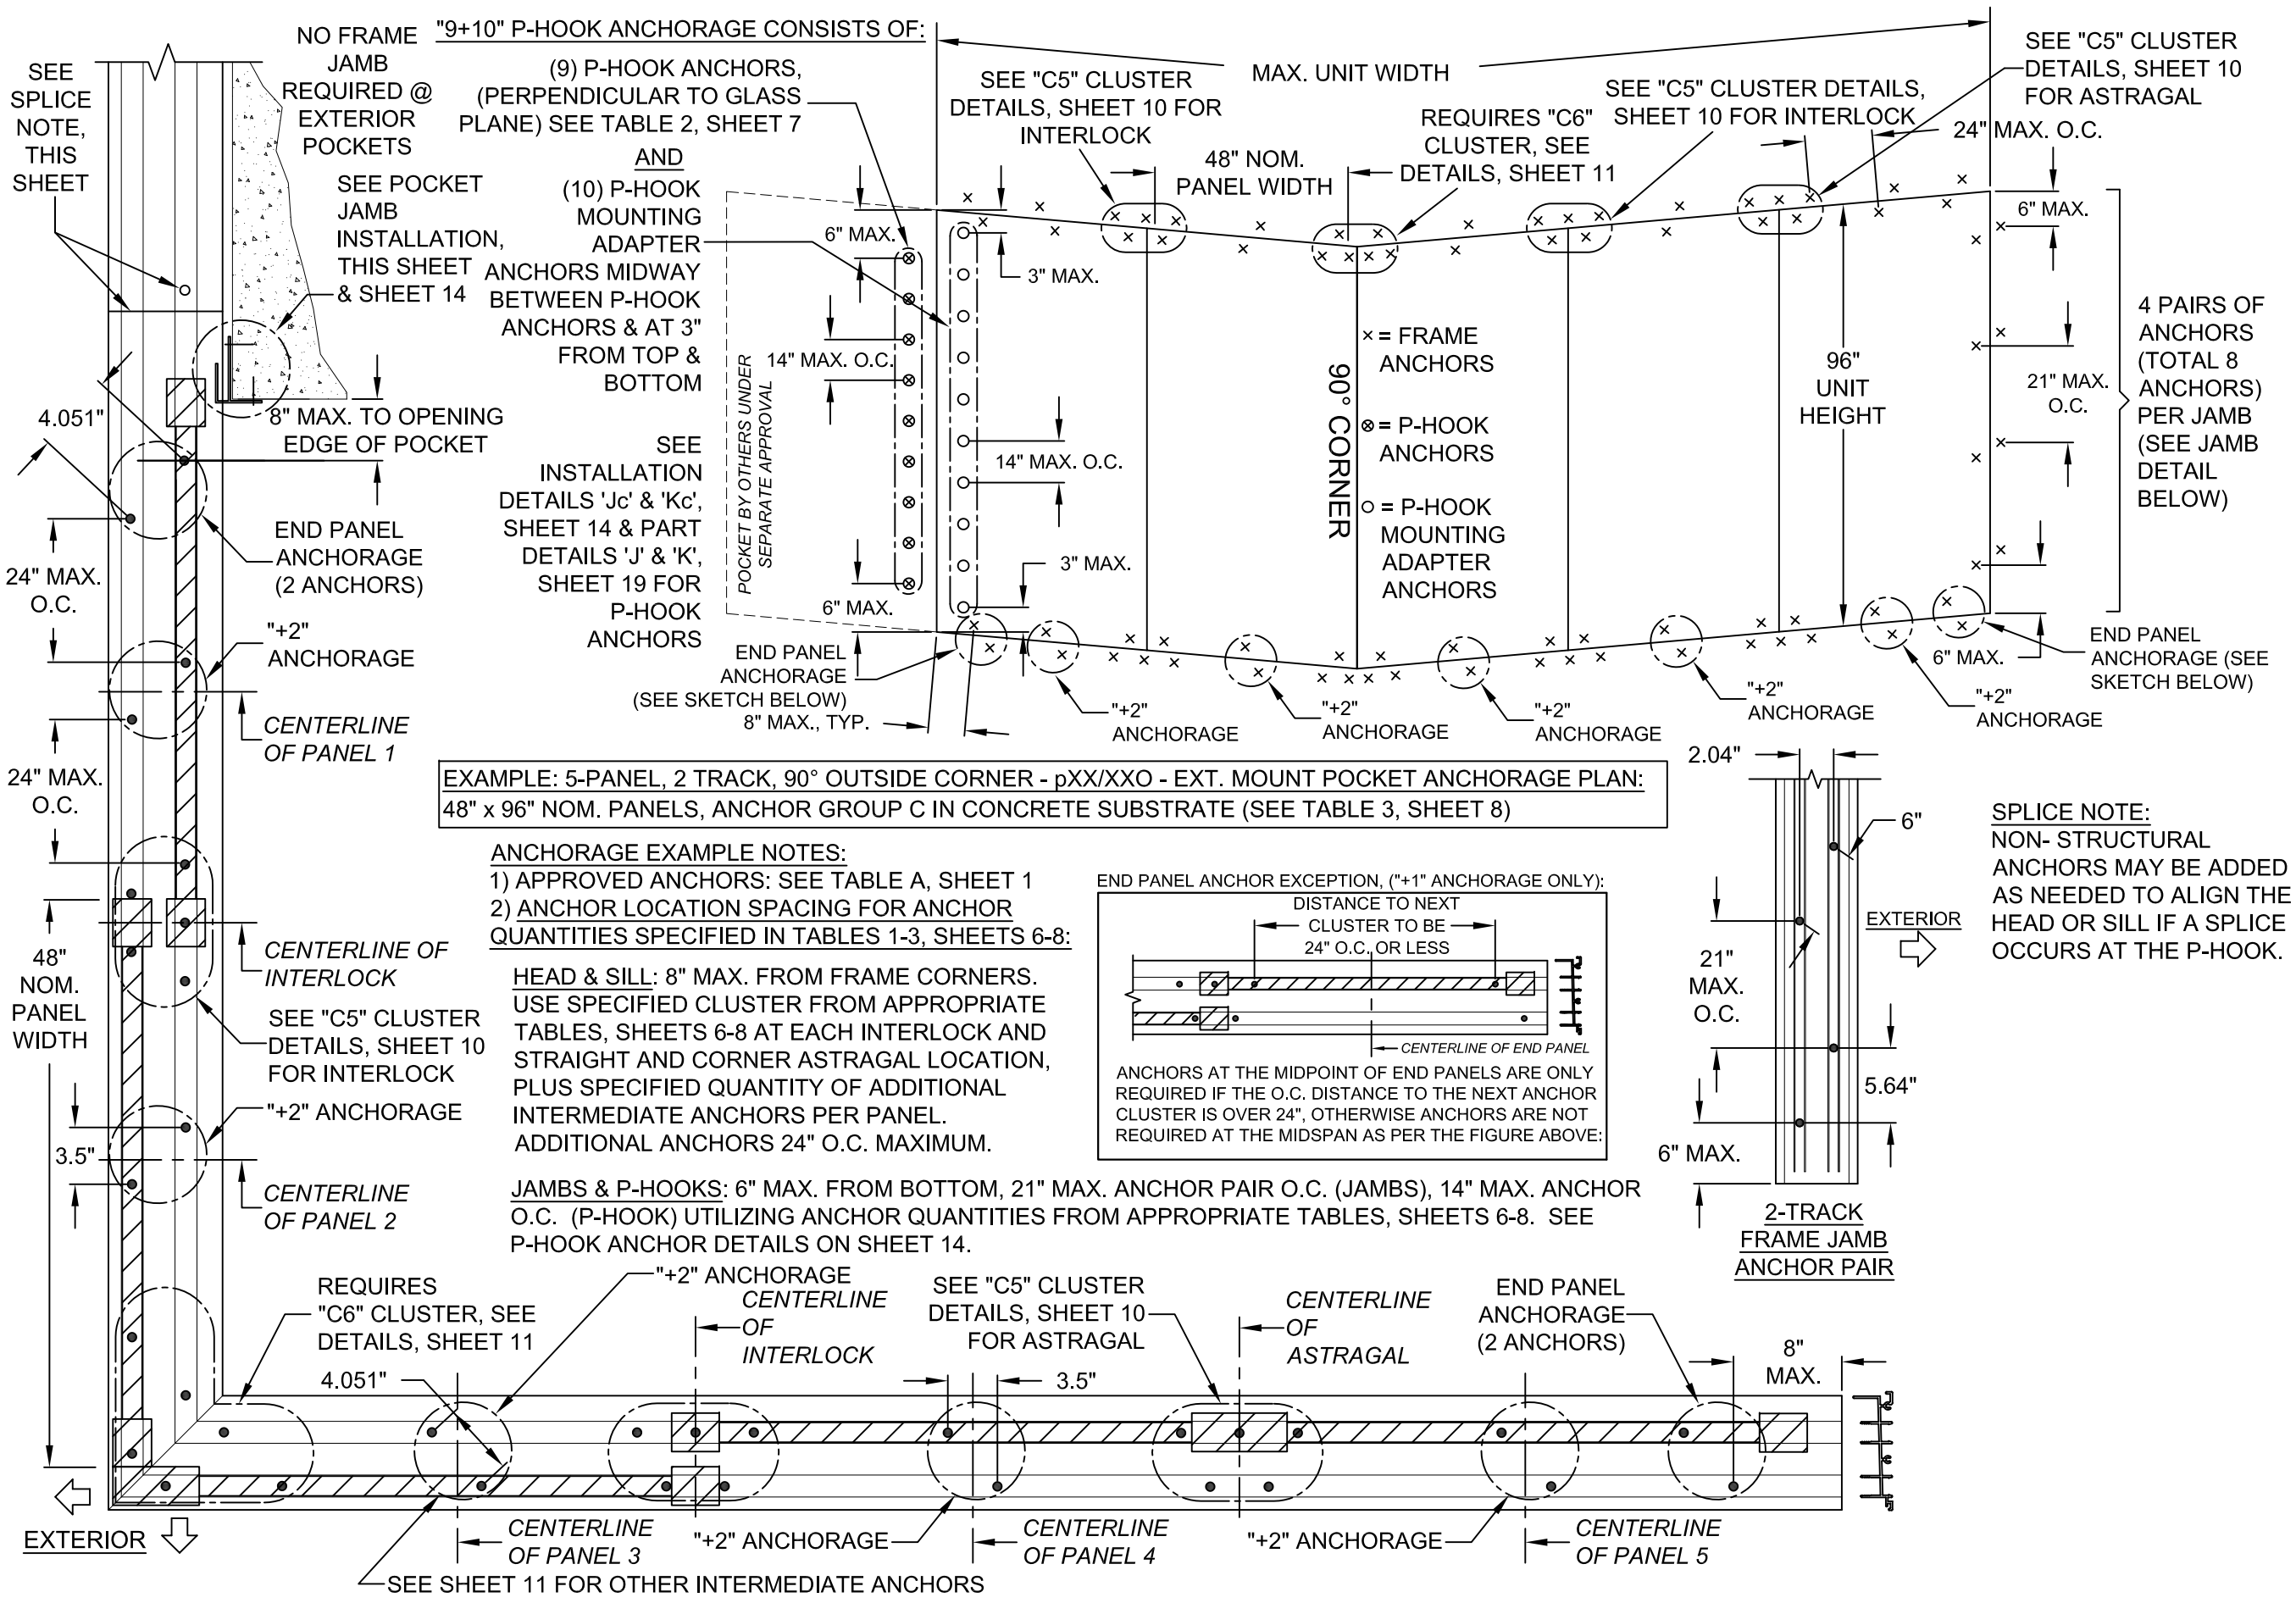 SEE
SPLICE
NOTE,
THIS
SHEET
NO FRAME
JAMB
REQUIRED @
EXTERIOR
POCKETS
SEE POCKET
JAMB
INSTALLATION,
THIS SHEET
& SHEET 14
8" MAX. TO OPENING
EDGE OF POCKET
4.051"
END PANEL
ANCHORAGE
(2 ANCHORS)
24" MAX.
O.C.
"+2"
ANCHORAGE
CENTERLINE
OF PANEL 1
24" MAX.
O.C.
48"
NOM.
PANEL
WIDTH
CENTERLINE OF
INTERLOCK
SEE "C5" CLUSTER
DETAILS, SHEET 10
FOR INTERLOCK
"+2" ANCHORAGE
3.5"
CENTERLINE
OF PANEL 2
"9+10" P-HOOK ANCHORAGE CONSISTS OF:
(9) P-HOOK ANCHORS,
(PERPENDICULAR TO GLASS
PLANE) SEE TABLE 2, SHEET 7
AND
(10) P-HOOK
MOUNTING
ADAPTER
ANCHORS MIDWAY
BETWEEN P-HOOK
ANCHORS & AT 3"
FROM TOP &
BOTTOM
SEE
INSTALLATION
DETAILS 'Jc' & 'Kc',
SHEET 14 & PART
DETAILS 'J' & 'K',
SHEET 19 FOR
P-HOOK
ANCHORS
POCKET BY OTHERS UNDER
SEPARATE APPROVAL
6" MAX.
14" MAX. O.C.
6" MAX.
3" MAX.
14" MAX. O.C.
3" MAX.
MAX. UNIT WIDTH
SEE "C5" CLUSTER
DETAILS, SHEET 10 FOR
INTERLOCK
48" NOM.
PANEL WIDTH
REQUIRES "C6"
CLUSTER, SEE
DETAILS, SHEET 11
SEE "C5" CLUSTER DETAILS,
SHEET 10 FOR INTERLOCK
SEE "C5" CLUSTER
DETAILS, SHEET 10
FOR ASTRAGAL
24" MAX. O.C.
6" MAX.
90° CORNER
× = FRAME
ANCHORS
⊗ = P-HOOK
ANCHORS
○ = P-HOOK
MOUNTING
ADAPTER
ANCHORS
96"
UNIT
HEIGHT
21" MAX.
O.C.
4 PAIRS OF
ANCHORS
(TOTAL 8
ANCHORS)
PER JAMB
(SEE JAMB
DETAIL
BELOW)
6" MAX.
END PANEL
ANCHORAGE
(SEE SKETCH BELOW)
8" MAX., TYP.
"+2"
ANCHORAGE
"+2"
ANCHORAGE
"+2"
ANCHORAGE
"+2"
ANCHORAGE
"+2"
ANCHORAGE
END PANEL
ANCHORAGE (SEE
SKETCH BELOW)
EXAMPLE: 5-PANEL, 2 TRACK, 90° OUTSIDE CORNER - pXX/XXO - EXT. MOUNT POCKET ANCHORAGE PLAN:
48" x 96" NOM. PANELS, ANCHOR GROUP C IN CONCRETE SUBSTRATE (SEE TABLE 3, SHEET 8)
ANCHORAGE EXAMPLE NOTES:
1) APPROVED ANCHORS: SEE TABLE A, SHEET 1
2) ANCHOR LOCATION SPACING FOR ANCHOR
QUANTITIES SPECIFIED IN TABLES 1-3, SHEETS 6-8:
HEAD & SILL: 8" MAX. FROM FRAME CORNERS.
USE SPECIFIED CLUSTER FROM APPROPRIATE
TABLES, SHEETS 6-8 AT EACH INTERLOCK AND
STRAIGHT AND CORNER ASTRAGAL LOCATION,
PLUS SPECIFIED QUANTITY OF ADDITIONAL
INTERMEDIATE ANCHORS PER PANEL.
ADDITIONAL ANCHORS 24" O.C. MAXIMUM.
JAMBS & P-HOOKS: 6" MAX. FROM BOTTOM, 21" MAX. ANCHOR PAIR O.C. (JAMBS), 14" MAX. ANCHOR
O.C. (P-HOOK) UTILIZING ANCHOR QUANTITIES FROM APPROPRIATE TABLES, SHEETS 6-8. SEE
P-HOOK ANCHOR DETAILS ON SHEET 14.
END PANEL ANCHOR EXCEPTION, ("+1" ANCHORAGE ONLY):
DISTANCE TO NEXT
CLUSTER TO BE
24" O.C. OR LESS
CENTERLINE OF END PANEL
ANCHORS AT THE MIDPOINT OF END PANELS ARE ONLY
REQUIRED IF THE O.C. DISTANCE TO THE NEXT ANCHOR
CLUSTER IS OVER 24", OTHERWISE ANCHORS ARE NOT
REQUIRED AT THE MIDSPAN AS PER THE FIGURE ABOVE:
2.04"
6"
21"
MAX.
O.C.
EXTERIOR
5.64"
6" MAX.
2-TRACK
FRAME JAMB
ANCHOR PAIR
SPLICE NOTE:
NON- STRUCTURAL
ANCHORS MAY BE ADDED
AS NEEDED TO ALIGN THE
HEAD OR SILL IF A SPLICE
OCCURS AT THE P-HOOK.
REQUIRES
"C6" CLUSTER, SEE
DETAILS, SHEET 11
4.051"
"+2" ANCHORAGE
CENTERLINE
OF
INTERLOCK
SEE "C5" CLUSTER
DETAILS, SHEET 10
FOR ASTRAGAL
3.5"
CENTERLINE
OF
ASTRAGAL
END PANEL
ANCHORAGE
(2 ANCHORS)
8"
MAX.
EXTERIOR
CENTERLINE
OF PANEL 3
"+2" ANCHORAGE
CENTERLINE
OF PANEL 4
"+2" ANCHORAGE
CENTERLINE
OF PANEL 5
SEE SHEET 11 FOR OTHER INTERMEDIATE ANCHORS